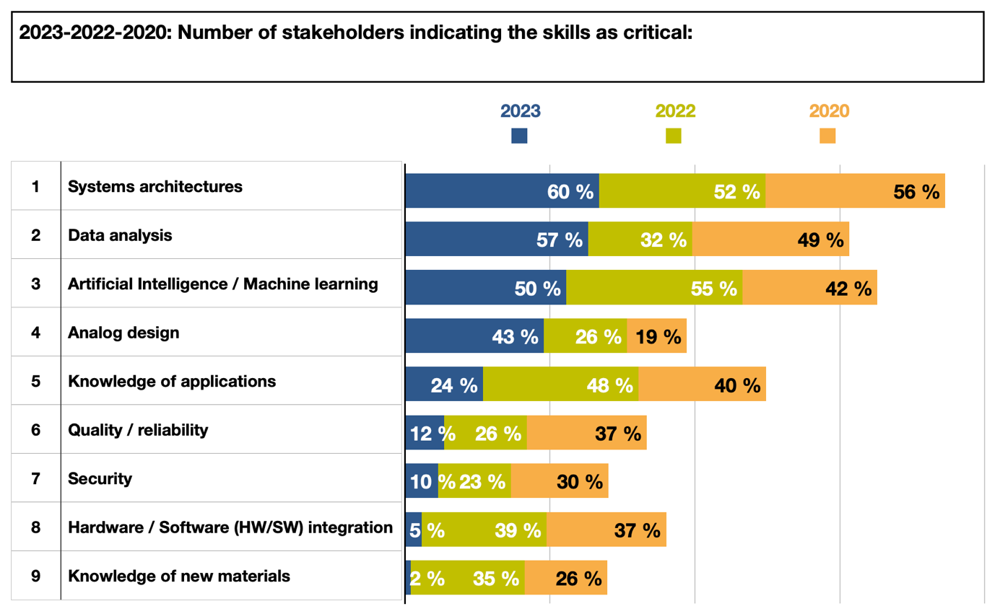 2023-2022-2020: Number of stakeholders indicating the skills as critical:
2023 2022 2020
1 Systems architectures 60 % 52 % 56 %
2 Data analysis 57 % 32 % 49 %
3 Artificial Intelligence / Machine learning 50 % 55 % 42 %
4 Analog design 43 % 26 % 19 %
5 Knowledge of applications 24 % 48 % 40 %
6 Quality / reliability 12 % 26 % 37 %
7 Security 10 % 23 % 30 %
8 Hardware / Software (HW/SW) integration 5 % 39 % 37 %
9 Knowledge of new materials 2 % 35 % 26 %